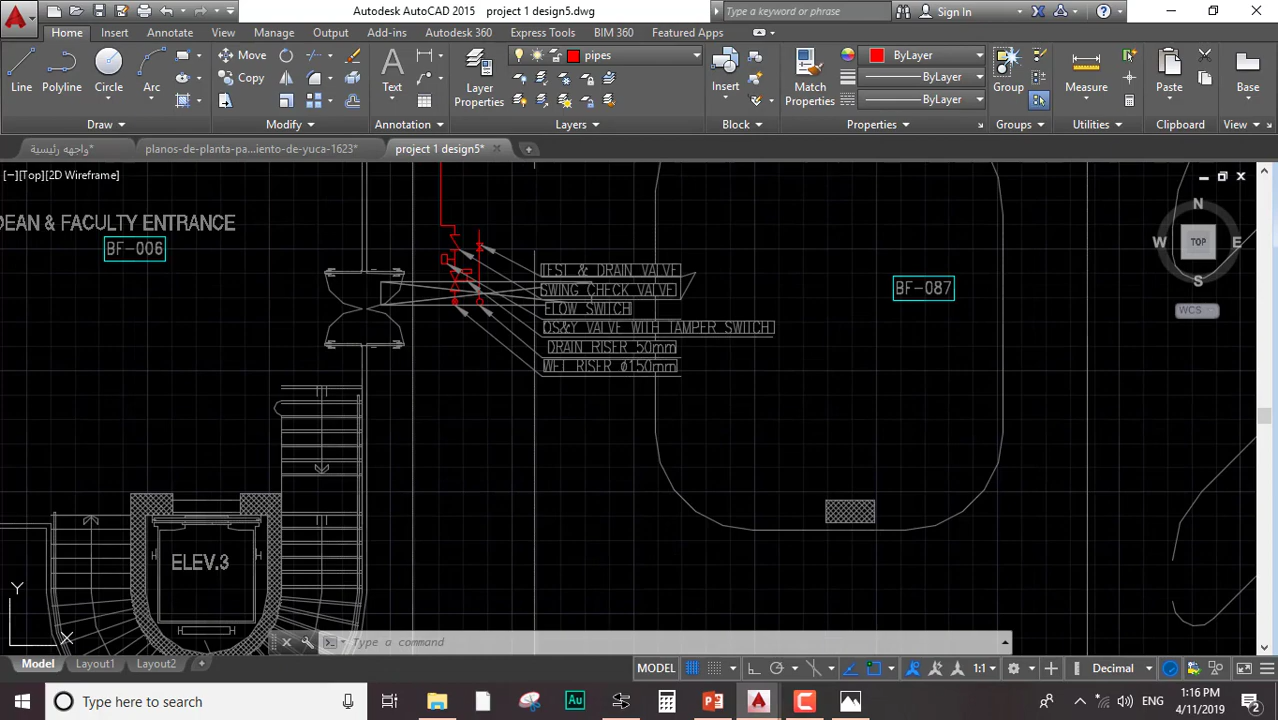 Autodesk AutoCAD 2015 project 1 design5.dwg
Type a keyword or phrase
Sign In
Home Insert Annotate View Manage Output Add-ins Autodesk 360 Express Tools BIM 360 Featured Apps
Line Polyline Circle Arc
Move
Copy
Text
Layer Properties
pipes
Insert
Match Properties
ByLayer
ByLayer
ByLayer
Group
Measure
Paste
Base
Draw Modify Annotation Layers Block Properties Groups Utilities Clipboard View
واجهه رئيسية*
planos-de-planta-pa...iento-de-yuca-1623*
project 1 design5*
[−][Top][2D Wireframe]
DEAN & FACULTY ENTRANCE
BF-006
TEST & DRAIN VALVE
SWING CHECK VALVE
FLOW SWITCH
OS&Y VALVE WITH TAMPER SWITCH
DRAIN RISER 50mm
WET RISER ø150mm
BF-087
N
W TOP E
S
WCS
ELEV.3
Y
X
Type a command
Model Layout1 Layout2
MODEL
1:1
Decimal
Type here to search
Au
ENG
1:16 PM
4/11/2019
2